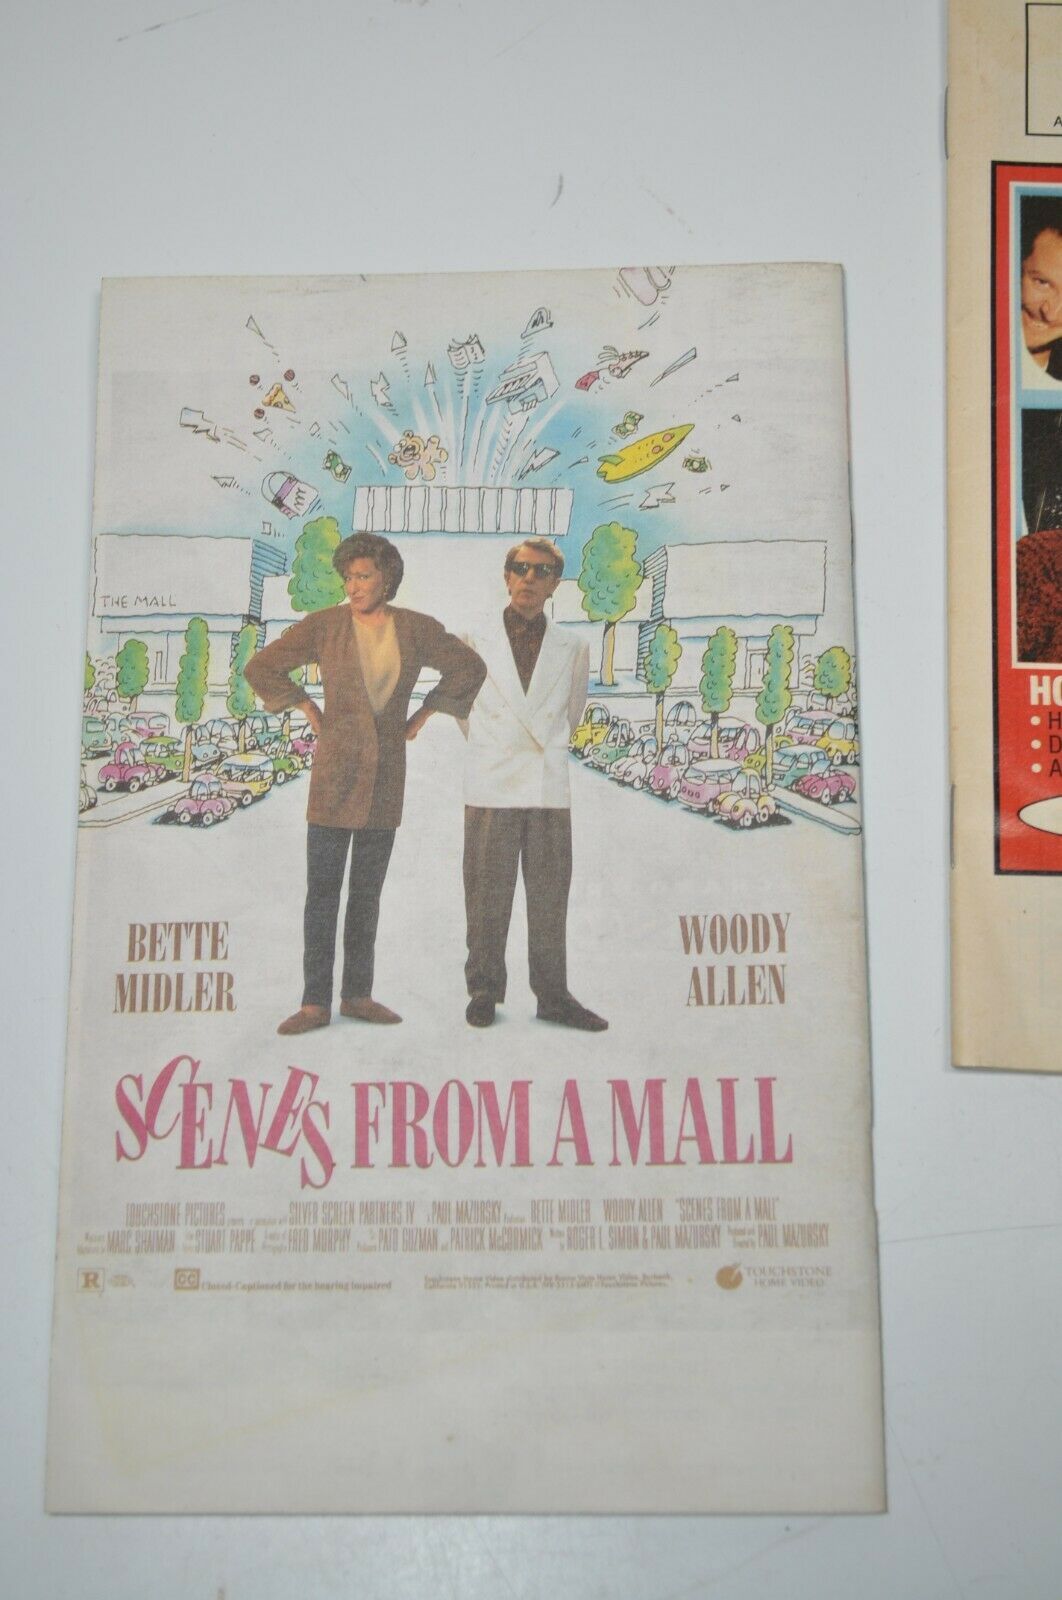 THE MALL
BETTE
MIDLER
WOODY
ALLEN
SCENES FROM A MALL
TOUCHSTONE PICTURES SILVER SCREEN PARTNERS IV PAUL MAZURSKY BETTE MIDLER WOODY ALLEN "SCENES FROM A MALL"
MARC SHAIMAN STUART PAPPE FRED MURPHY PATO GUZMAN AND PATRICK McCORMICK ROGER L. SIMON & PAUL MAZURSKY PAUL MAZURSKY
R CC Closed-Captioned for the hearing impaired
TOUCHSTONE
HOME VIDEO
A
HO
• H
• D
• A